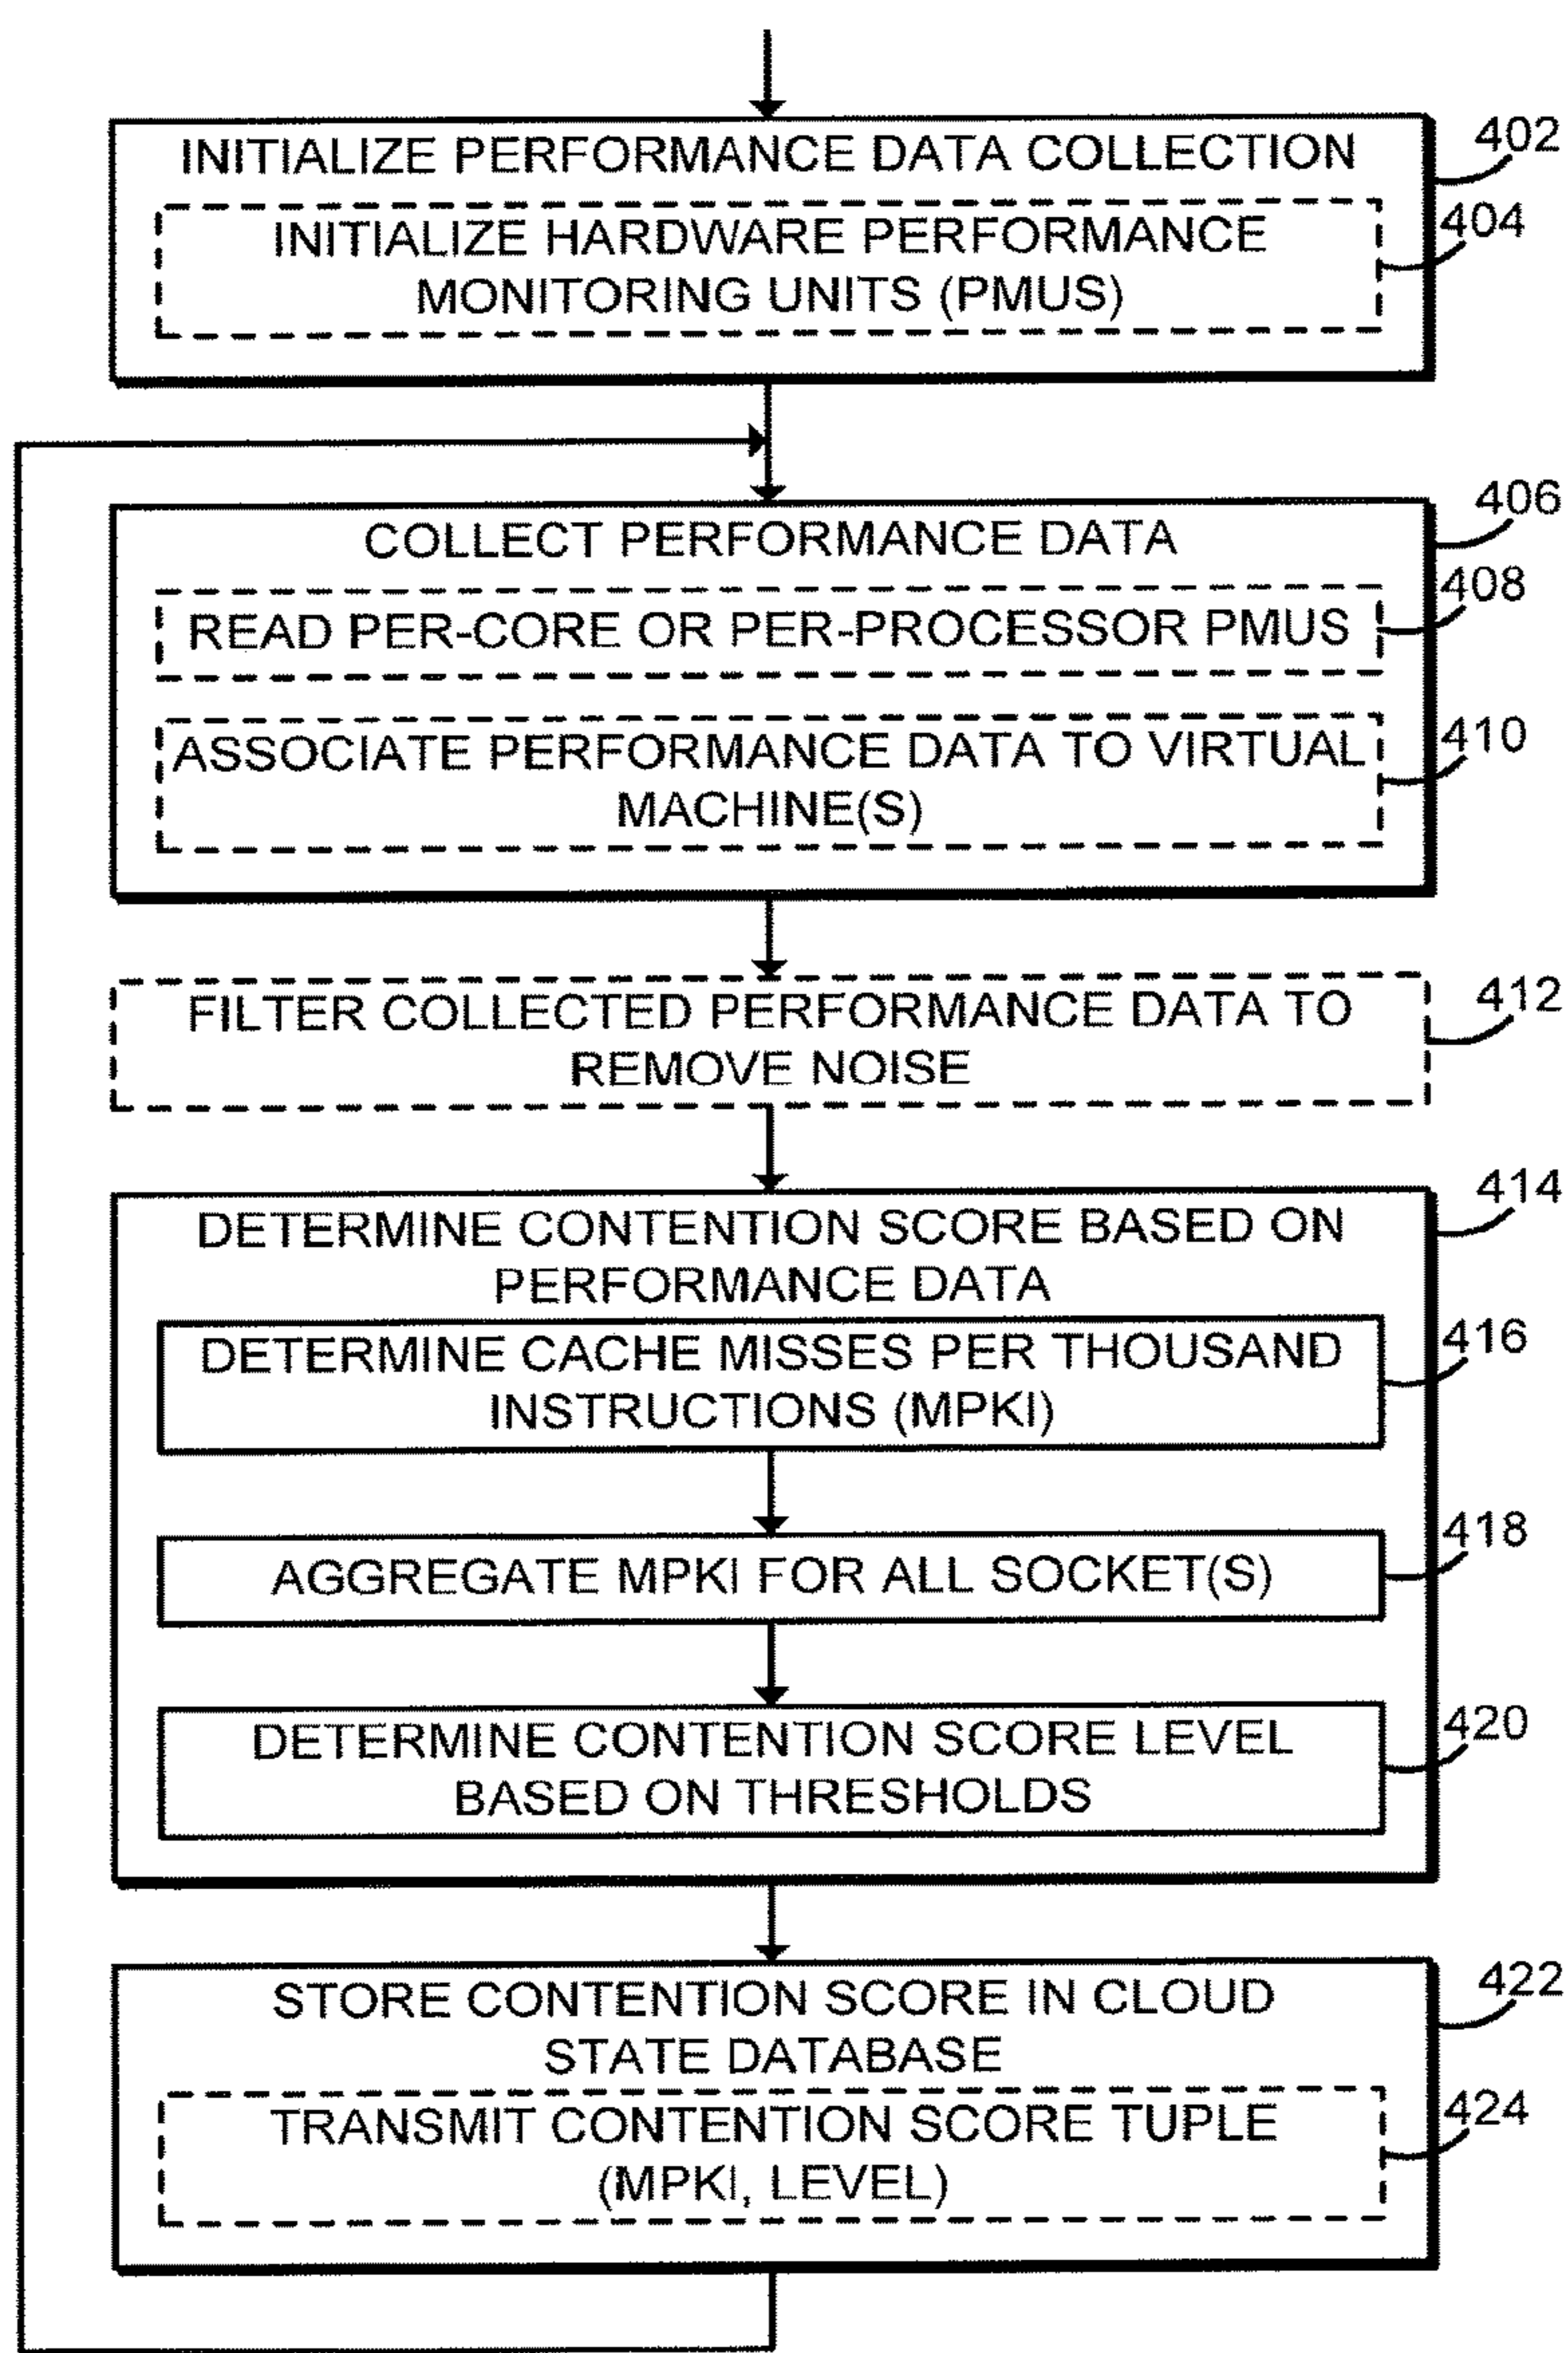 INITIALIZE PERFORMANCE DATA COLLECTION
402
INITIALIZE HARDWARE PERFORMANCE
MONITORING UNITS (PMUS)
404
COLLECT PERFORMANCE DATA
406
READ PER-CORE OR PER-PROCESSOR PMUS
408
ASSOCIATE PERFORMANCE DATA TO VIRTUAL
MACHINE(S)
410
FILTER COLLECTED PERFORMANCE DATA TO
REMOVE NOISE
412
DETERMINE CONTENTION SCORE BASED ON
PERFORMANCE DATA
414
DETERMINE CACHE MISSES PER THOUSAND
INSTRUCTIONS (MPKI)
416
AGGREGATE MPKI FOR ALL SOCKET(S)
418
DETERMINE CONTENTION SCORE LEVEL
BASED ON THRESHOLDS
420
STORE CONTENTION SCORE IN CLOUD
STATE DATABASE
422
TRANSMIT CONTENTION SCORE TUPLE
(MPKI, LEVEL)
424